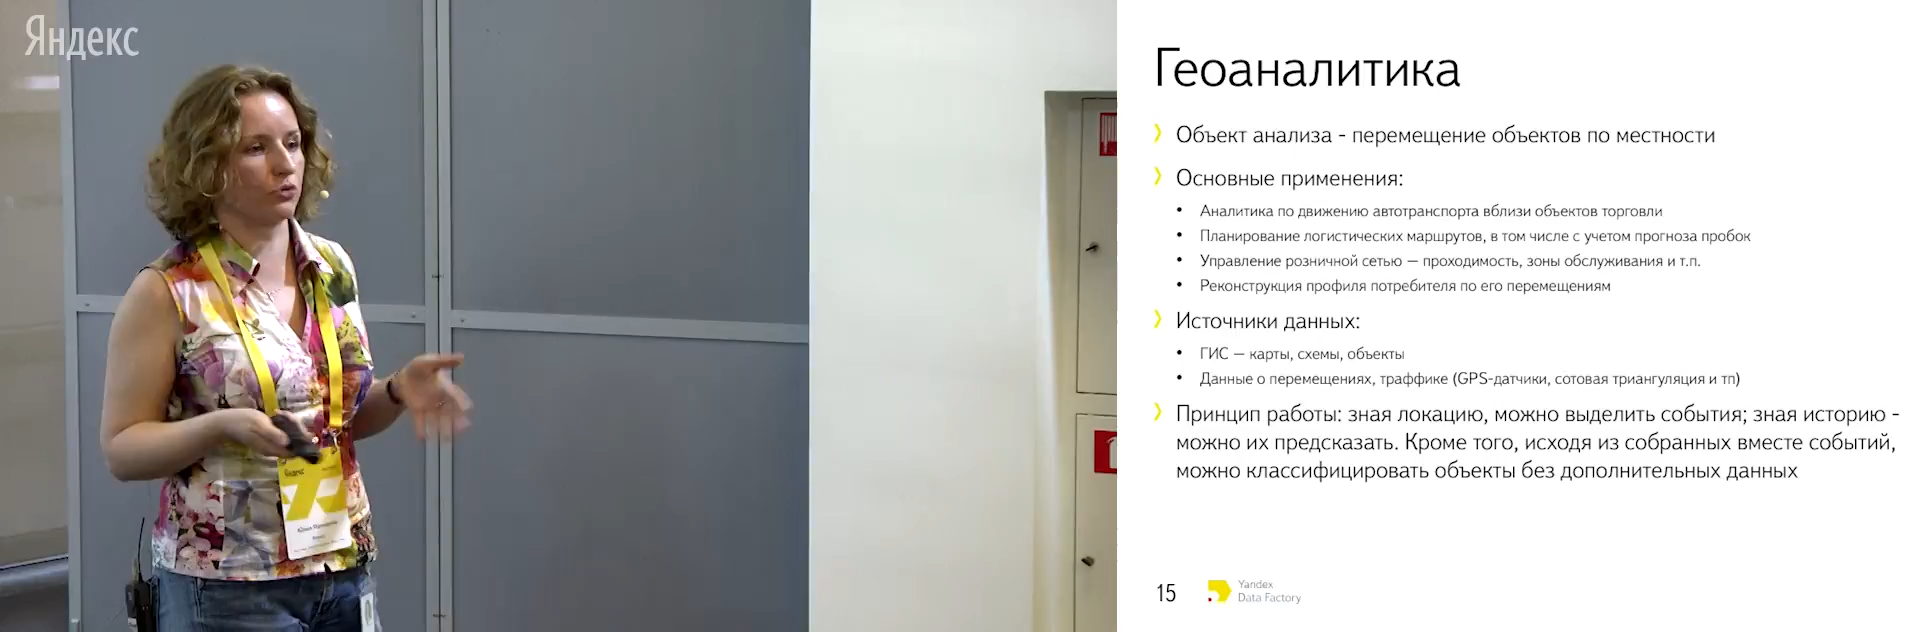 Яндекс
Геоаналитика
Объект анализа - перемещение объектов по местности
Основные применения:
Аналитика по движению автотранспорта вблизи объектов торговли
Планирование логистических маршрутов, в том числе с учетом прогноза пробок
Управление розничной сетью — проходимость, зоны обслуживания и т.п.
Реконструкция профиля потребителя по его перемещениям
Источники данных:
ГИС — карты, схемы, объекты
Данные о перемещениях, траффике (GPS-датчики, сотовая триангуляция и тп)
Принцип работы: зная локацию, можно выделить события; зная историю -
можно их предсказать. Кроме того, исходя из собранных вместе событий,
можно классифицировать объекты без дополнительных данных
15
Yandex
Data Factory
Яндекс